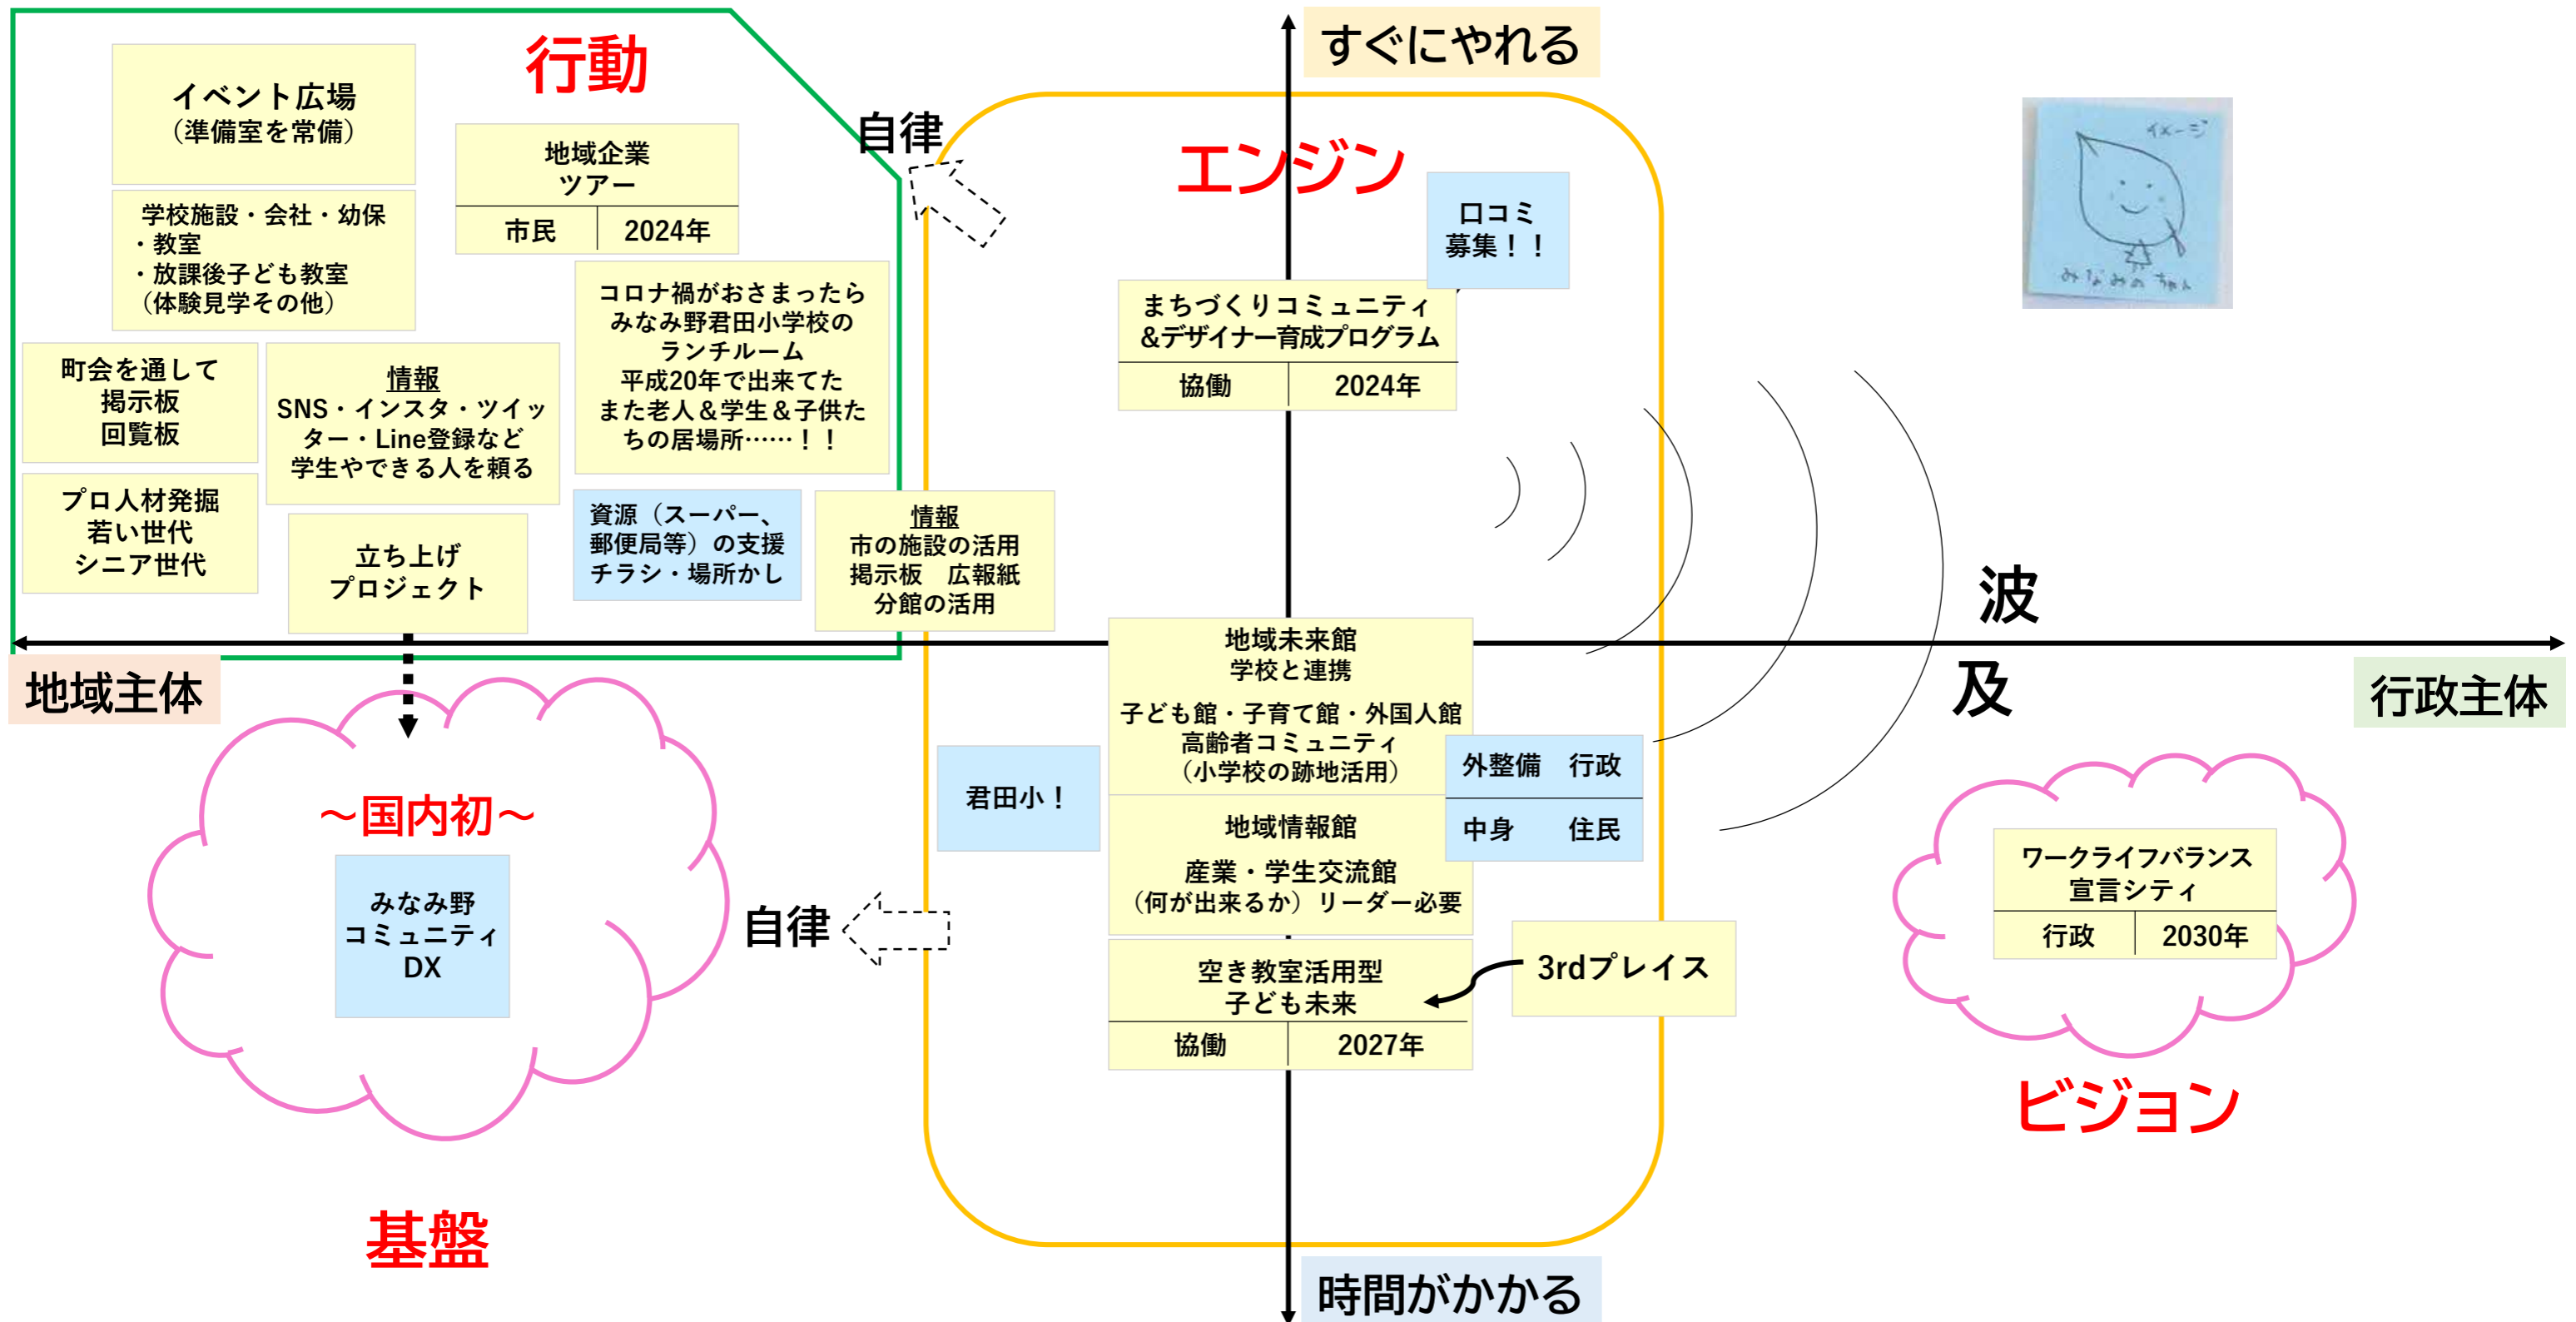 行動
イベント広場
（準備室を常備）
地域企業
ツアー
市民 2024年
学校施設・会社・幼保
・教室
・放課後子ども教室
（体験見学その他）
コロナ禍がおさまったら
みなみ野君田小学校の
ランチルーム
平成20年で出来てた
また老人＆学生＆子供た
ちの居場所……！！
町会を通して
掲示板
回覧板
情報
SNS・インスタ・ツイッ
ター・Line登録など
学生やできる人を頼る
プロ人材発掘
若い世代
シニア世代
立ち上げ
プロジェクト
資源（スーパー、
郵便局等）の支援
チラシ・場所かし
情報
市の施設の活用
掲示板　広報紙
分館の活用
自律
すぐにやれる
エンジン
口コミ
募集！！
まちづくりコミュニティ
＆デザイナー育成プログラム
協働 2024年
イメージ
みなみのちゃん
波
及
地域主体
行政主体
地域未来館
学校と連携
子ども館・子育て館・外国人館
高齢者コミュニティ
（小学校の跡地活用）
君田小！
外整備　行政
中身　住民
地域情報館
産業・学生交流館
（何が出来るか）リーダー必要
空き教室活用型
子ども未来
協働 2027年
3rdプレイス
自律
～国内初～
みなみ野
コミュニティ
DX
基盤
ワークライフバランス
宣言シティ
行政 2030年
ビジョン
時間がかかる